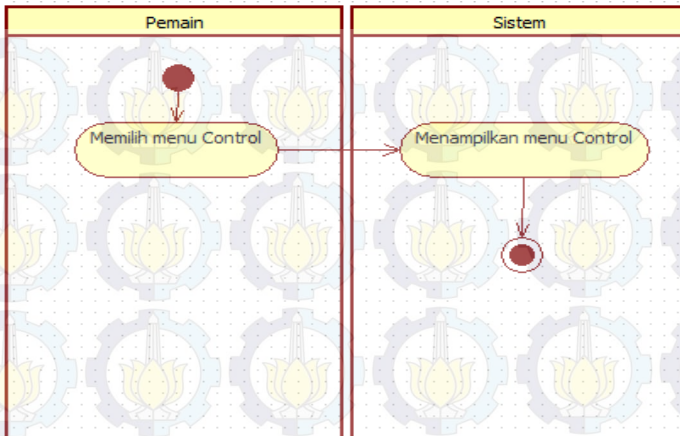 Pemain
Sistem
Memilih menu Control
Menampilkan menu Control